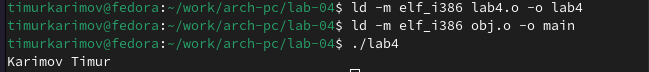 timurkarimov@fedora:~/work/arch-pc/lab-04$ ld -m elf_i386 lab4.o -o lab4
timurkarimov@fedora:~/work/arch-pc/lab-04$ ld -m elf_i386 obj.o -o main
timurkarimov@fedora:~/work/arch-pc/lab-04$ ./lab4
Karimov Timur